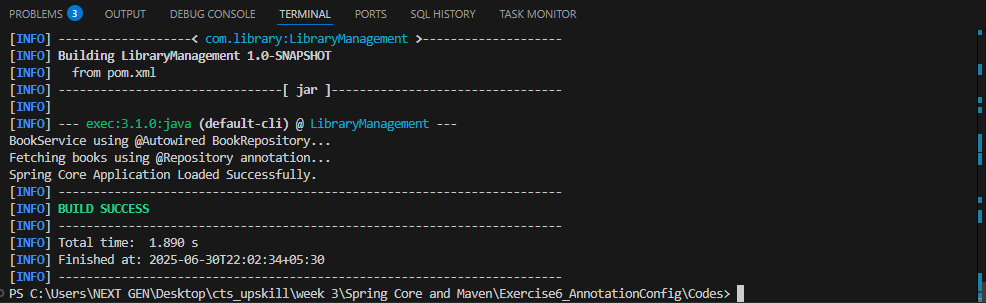 PROBLEMS 3 OUTPUT DEBUG CONSOLE TERMINAL PORTS SQL HISTORY TASK MONITOR
[INFO] -------------------< com.library:LibraryManagement >--------------------
[INFO] Building LibraryManagement 1.0-SNAPSHOT
[INFO]   from pom.xml
[INFO] --------------------------------[ jar ]---------------------------------
[INFO]
[INFO] --- exec:3.1.0:java (default-cli) @ LibraryManagement ---
BookService using @Autowired BookRepository...
Fetching books using @Repository annotation...
Spring Core Application Loaded Successfully.
[INFO] ------------------------------------------------------------------------
[INFO] BUILD SUCCESS
[INFO] ------------------------------------------------------------------------
[INFO] Total time:  1.890 s
[INFO] Finished at: 2025-06-30T22:02:34+05:30
[INFO] ------------------------------------------------------------------------
PS C:\Users\NEXT GEN\Desktop\cts_upskill\week 3\Spring Core and Maven\Exercise6_AnnotationConfig\Codes>